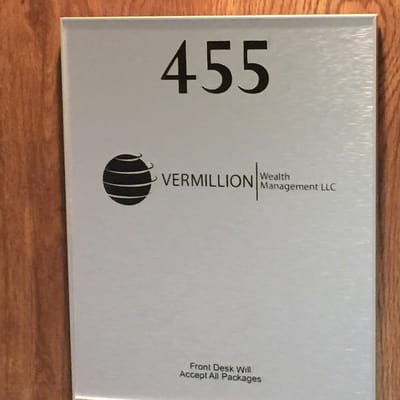 455
VERMILLION
Wealth
Management LLC
Front Desk Will
Accept All Packages